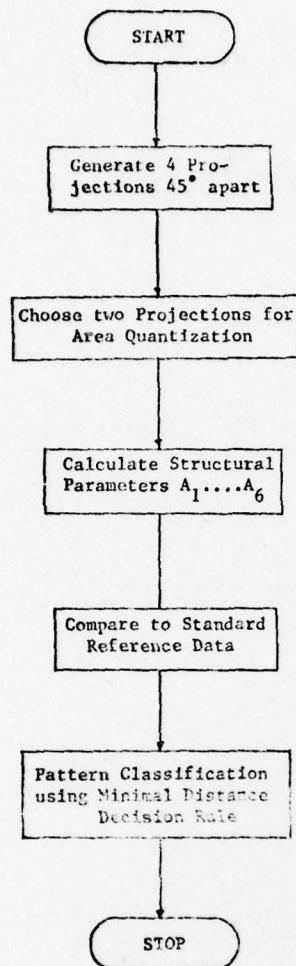 START
Generate 4 Pro-
jections 45° apart
Choose two Projections for
Area Quantization
Calculate Structural
Parameters A1....A6
Compare to Standard
Reference Data
Pattern Classification
using Minimal Distance
Decision Rule
STOP